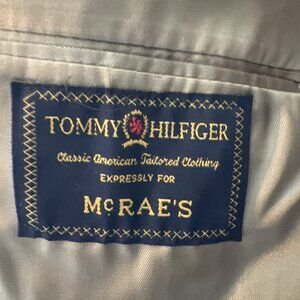 TOMMY HILFIGER
Classic American Tailored Clothing
EXPRESSLY FOR
McRAE'S